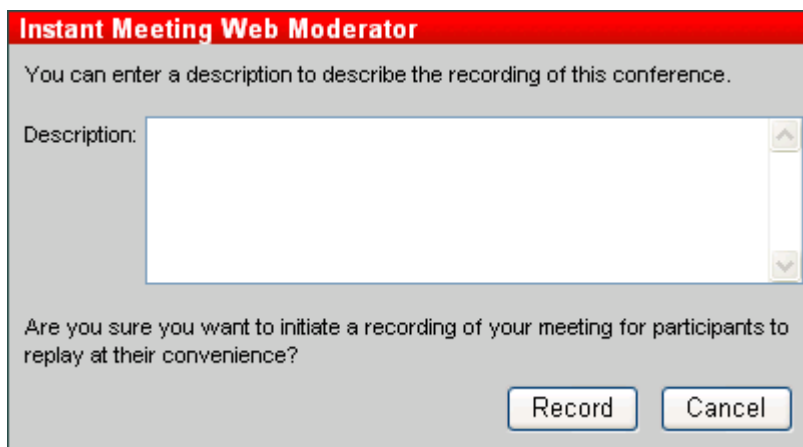 Instant Meeting Web Moderator
You can enter a description to describe the recording of this conference.
Description:
Are you sure you want to initiate a recording of your meeting for participants to
replay at their convenience?
Record Cancel